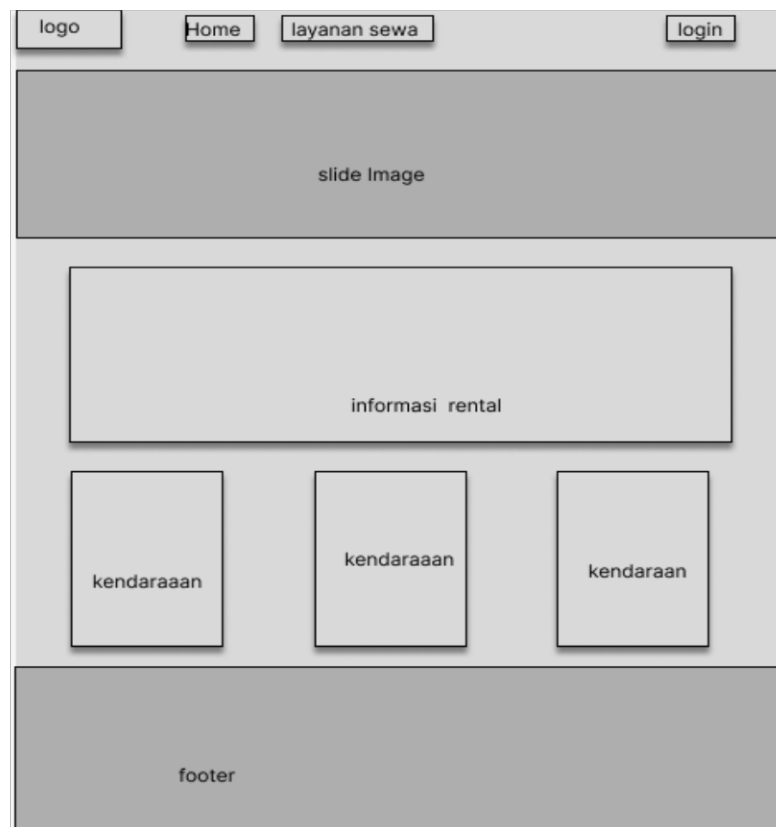 logo
Home
layanan sewa
login
slide Image
informasi rental
kendaraaan
kendaraaan
kendaraan
footer